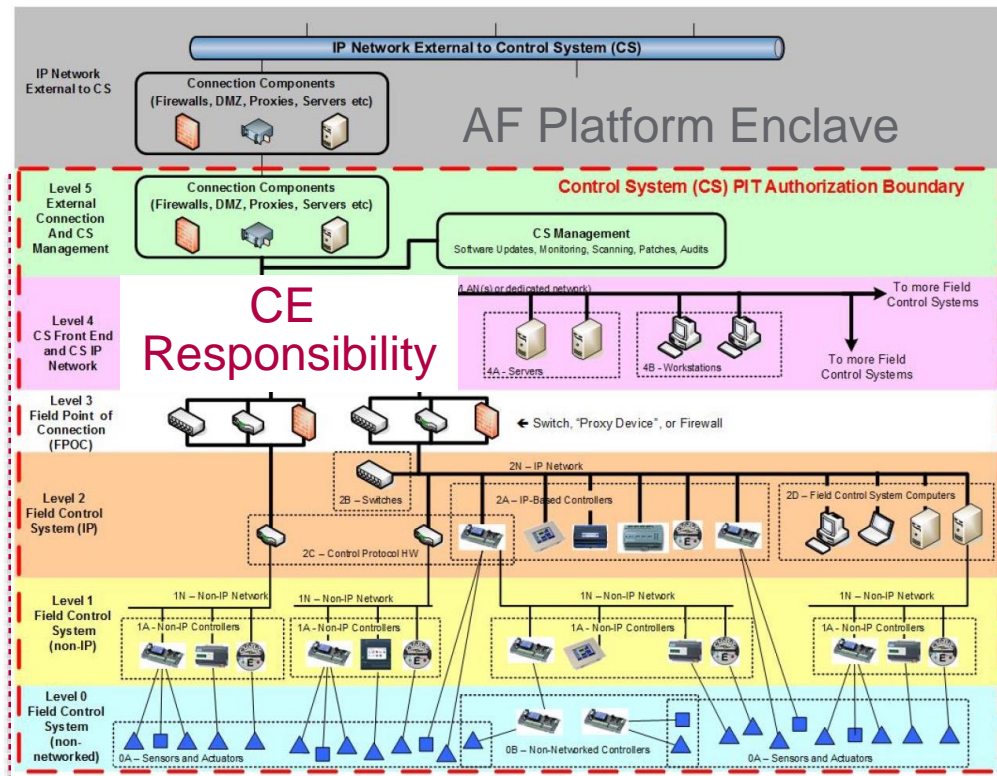 IP Network External to Control System (CS)
IP Network
External to CS
Connection Components
(Firewalls, DMZ, Proxies, Servers etc)
AF Platform Enclave
Level 5
External
Connection
And CS
Management
Connection Components
(Firewalls, DMZ, Proxies, Servers etc)
Control System (CS) PIT Authorization Boundary
CS Management
Software Updates, Monitoring, Scanning, Patches, Audits
CE
Responsibility
Level 4
CS Front End
and CS IP
Network
or dedicated network)
To more Field
Control Systems
4A - Servers
4B - Workstations
To more Field
Control Systems
Level 3
Field Point of
Connection
(FPOC)
← Switch, “Proxy Device”, or Firewall
Level 2
Field Control
System (IP)
2N – IP Network
2B – Switches
2A – IP-Based Controllers
2D – Field Control System Computers
2C – Control Protocol HW
E
Level 1
Field Control
System
(non-IP)
1N – Non-IP Network
1N – Non-IP Network
1N – Non-IP Network
1N – Non-IP Network
1A - Non-IP Controllers
1A - Non-IP Controllers
1A - Non-IP Controllers
1A - Non-IP Controllers
E
E
E
E
Level 0
Field Control
System
(non-
networked)
0A – Sensors and Actuators
0B – Non-Networked Controllers
0A – Sensors and Actuators